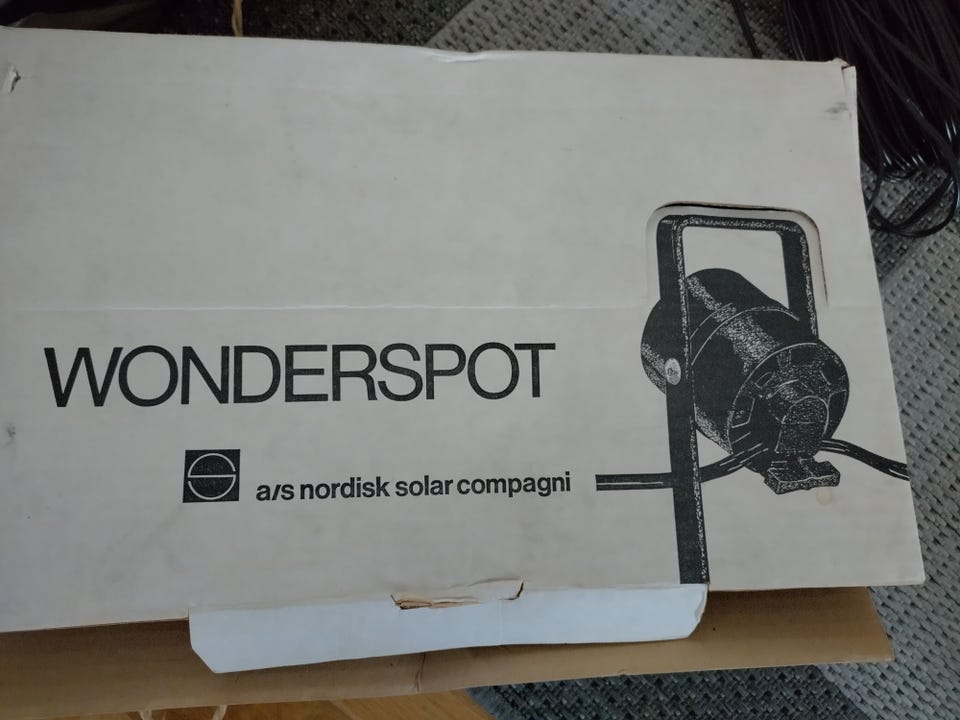 WONDERSPOT
a/s nordisk solar compagni